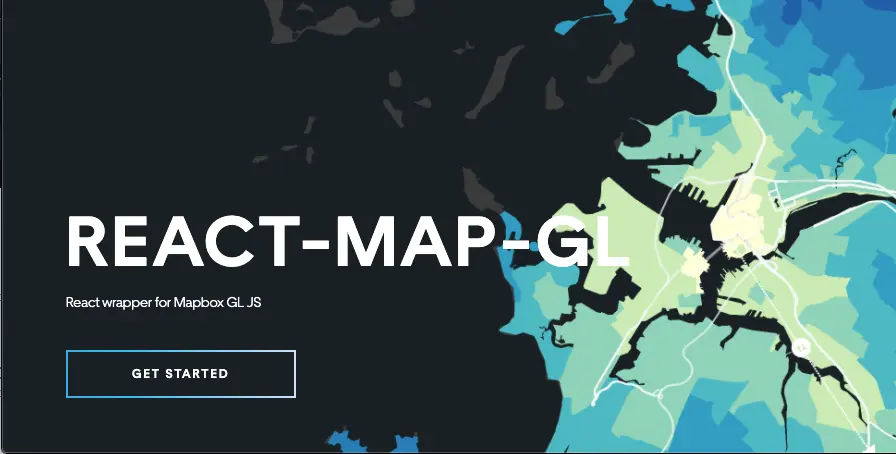 REACT-MAP-GL
React wrapper for Mapbox GL JS
GET STARTED